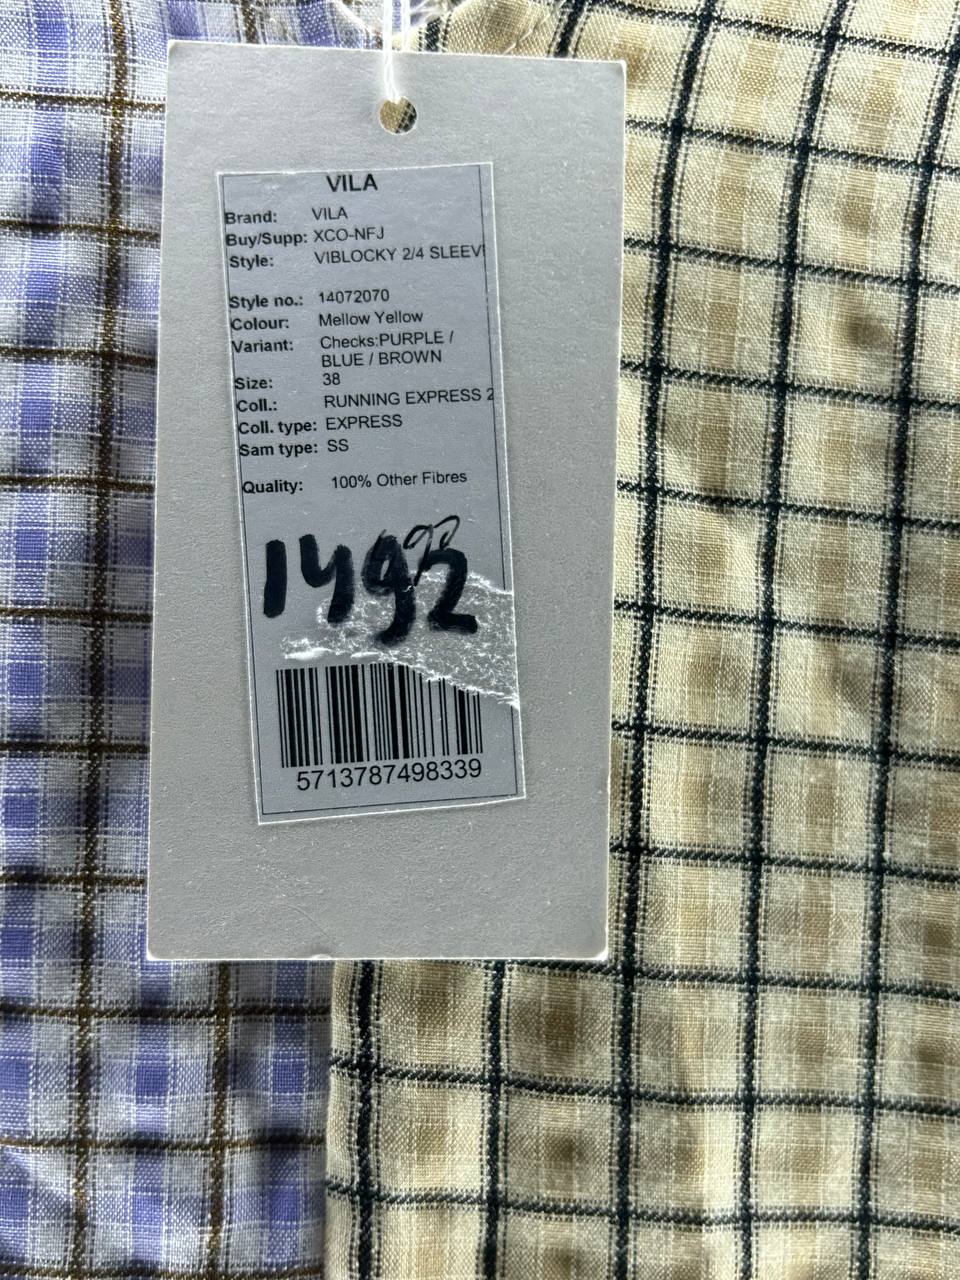 VILA
Brand: VILA
Buy/Supp: XCO-NFJ
Style: VIBLOCKY 2/4 SLEEV
Style no.: 14072070
Colour: Mellow Yellow
Variant: Checks:PURPLE /
BLUE / BROWN
Size: 38
Coll.: RUNNING EXPRESS 2
Coll. type: EXPRESS
Sam type: SS
Quality: 100% Other Fibres
1492
5713787498339